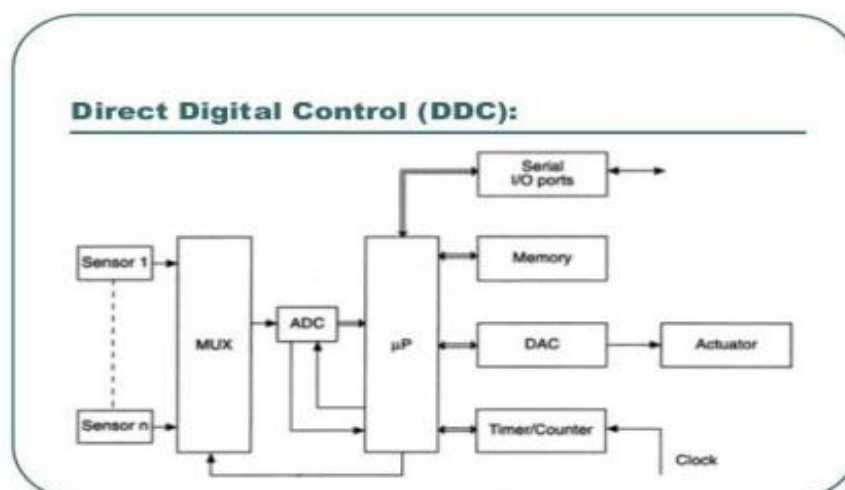 Direct Digital Control (DDC):
Serial
I/O ports
Sensor 1
Memory
MUX
ADC
μP
DAC
Actuator
Sensor n
Timer/Counter
Clock